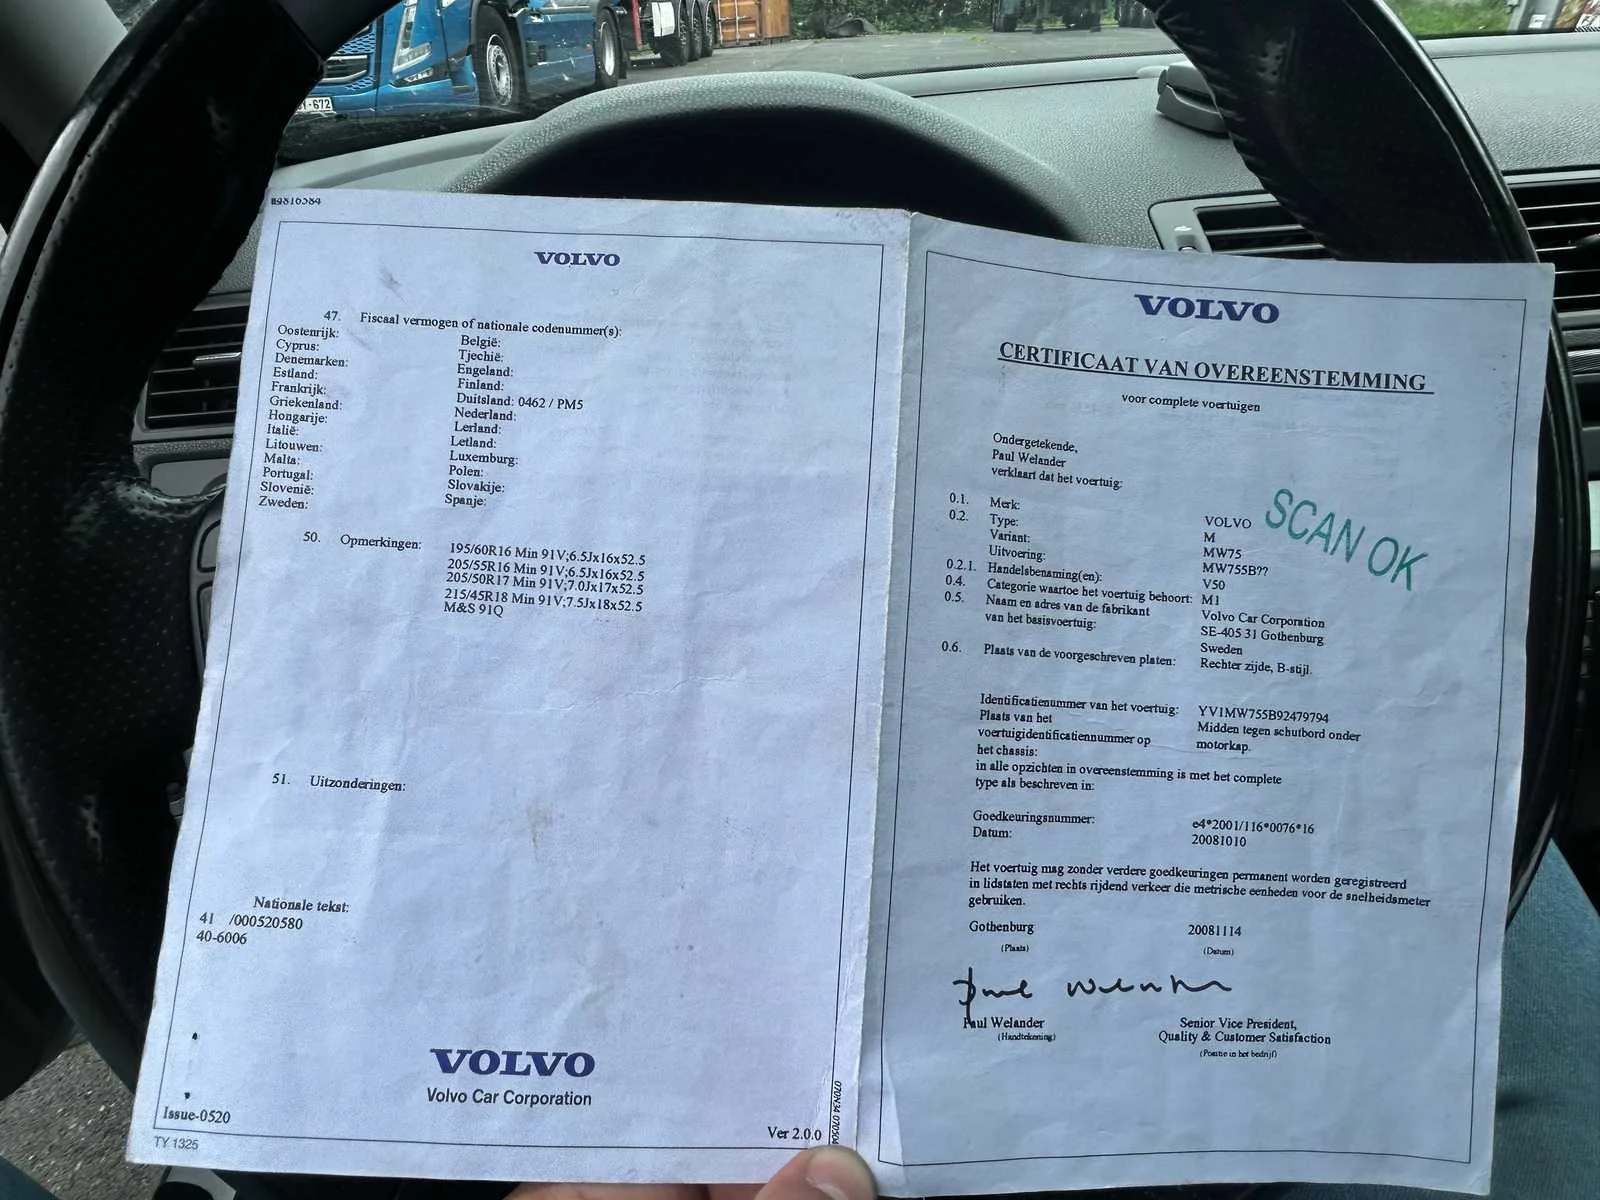 VOLVO
47. Fiscaal vermogen of nationale codenummer(s):
Oostenrijk:
Cyprus:
Denemarken:
Estland:
Frankrijk:
Griekenland:
Hongarije:
Italië:
Litouwen:
Malta:
Portugal:
Slovenië:
Zweden:
België:
Tjechië:
Engeland:
Finland:
Duitsland: 0462 / PM5
Nederland:
Lerland:
Letland:
Luxemburg:
Polen:
Slovakije:
Spanje:
50. Opmerkingen:
195/60R16 Min 91V;6.5Jx16x52.5
205/55R16 Min 91V;6.5Jx16x52.5
205/50R17 Min 91V;7.0Jx17x52.5
215/45R18 Min 91V;7.5Jx18x52.5
M&S 91Q
51. Uitzonderingen:
Nationale tekst:
41 /000520580
40-6006
VOLVO
Volvo Car Corporation
Issue-0520
Ver 2.0.0
TY 1325
VOLVO
CERTIFICAAT VAN OVEREENSTEMMING
voor complete voertuigen
Ondergetekende,
Paul Welander
verklaart dat het voertuig:
SCAN OK
0.1. Merk: VOLVO
0.2. Type: M
Variant: MW75
Uitvoering: MW755B??
0.2.1. Handelsbenaming(en): V50
0.4. Categorie waartoe het voertuig behoort: M1
0.5. Naam en adres van de fabrikant Volvo Car Corporation
van het basisvoertuig: SE-405 31 Gothenburg
Sweden
0.6. Plaats van de voorgeschreven platen: Rechter zijde, B-stijl.
Identificatienummer van het voertuig: YV1MW755B92479794
Plaats van het Midden tegen schutbord onder
voertuigidentificatiennummer op motorkap.
het chassis:
in alle opzichten in overeenstemming is met het complete
type als beschreven in:
Goedkeuringsnummer: e4*2001/116*0076*16
Datum: 20081010
Het voertuig mag zonder verdere goedkeuringen permanent worden geregistreerd
in lidstaten met rechts rijdend verkeer die metrische eenheden voor de snelheidsmeter
gebruiken.
Gothenburg 20081114
(Plaats) (Datum)
Paul Welander
Paul Welander Senior Vice President,
(Handtekening) Quality & Customer Satisfaction
(Positie in het bedrijf)